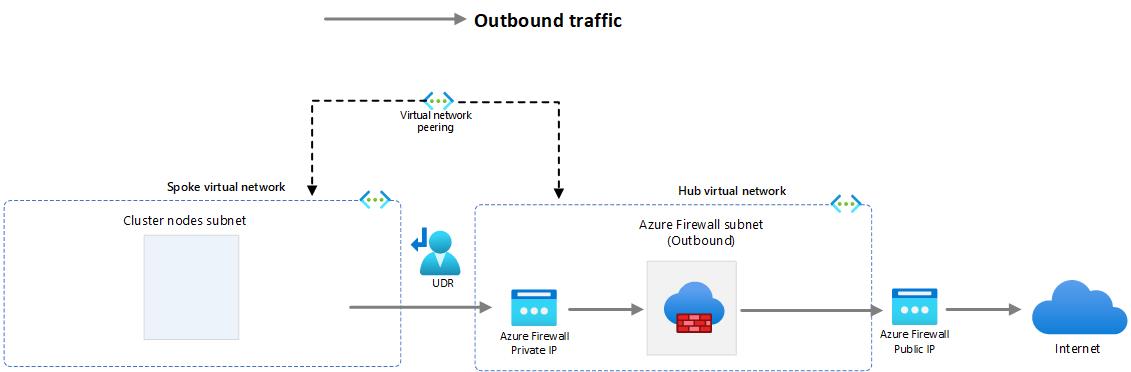 Outbound traffic
Virtual network
peering
Spoke virtual network
Hub virtual network
Cluster nodes subnet
Azure Firewall subnet
(Outbound)
UDR
Azure Firewall
Private IP
Azure Firewall
Public IP
Internet